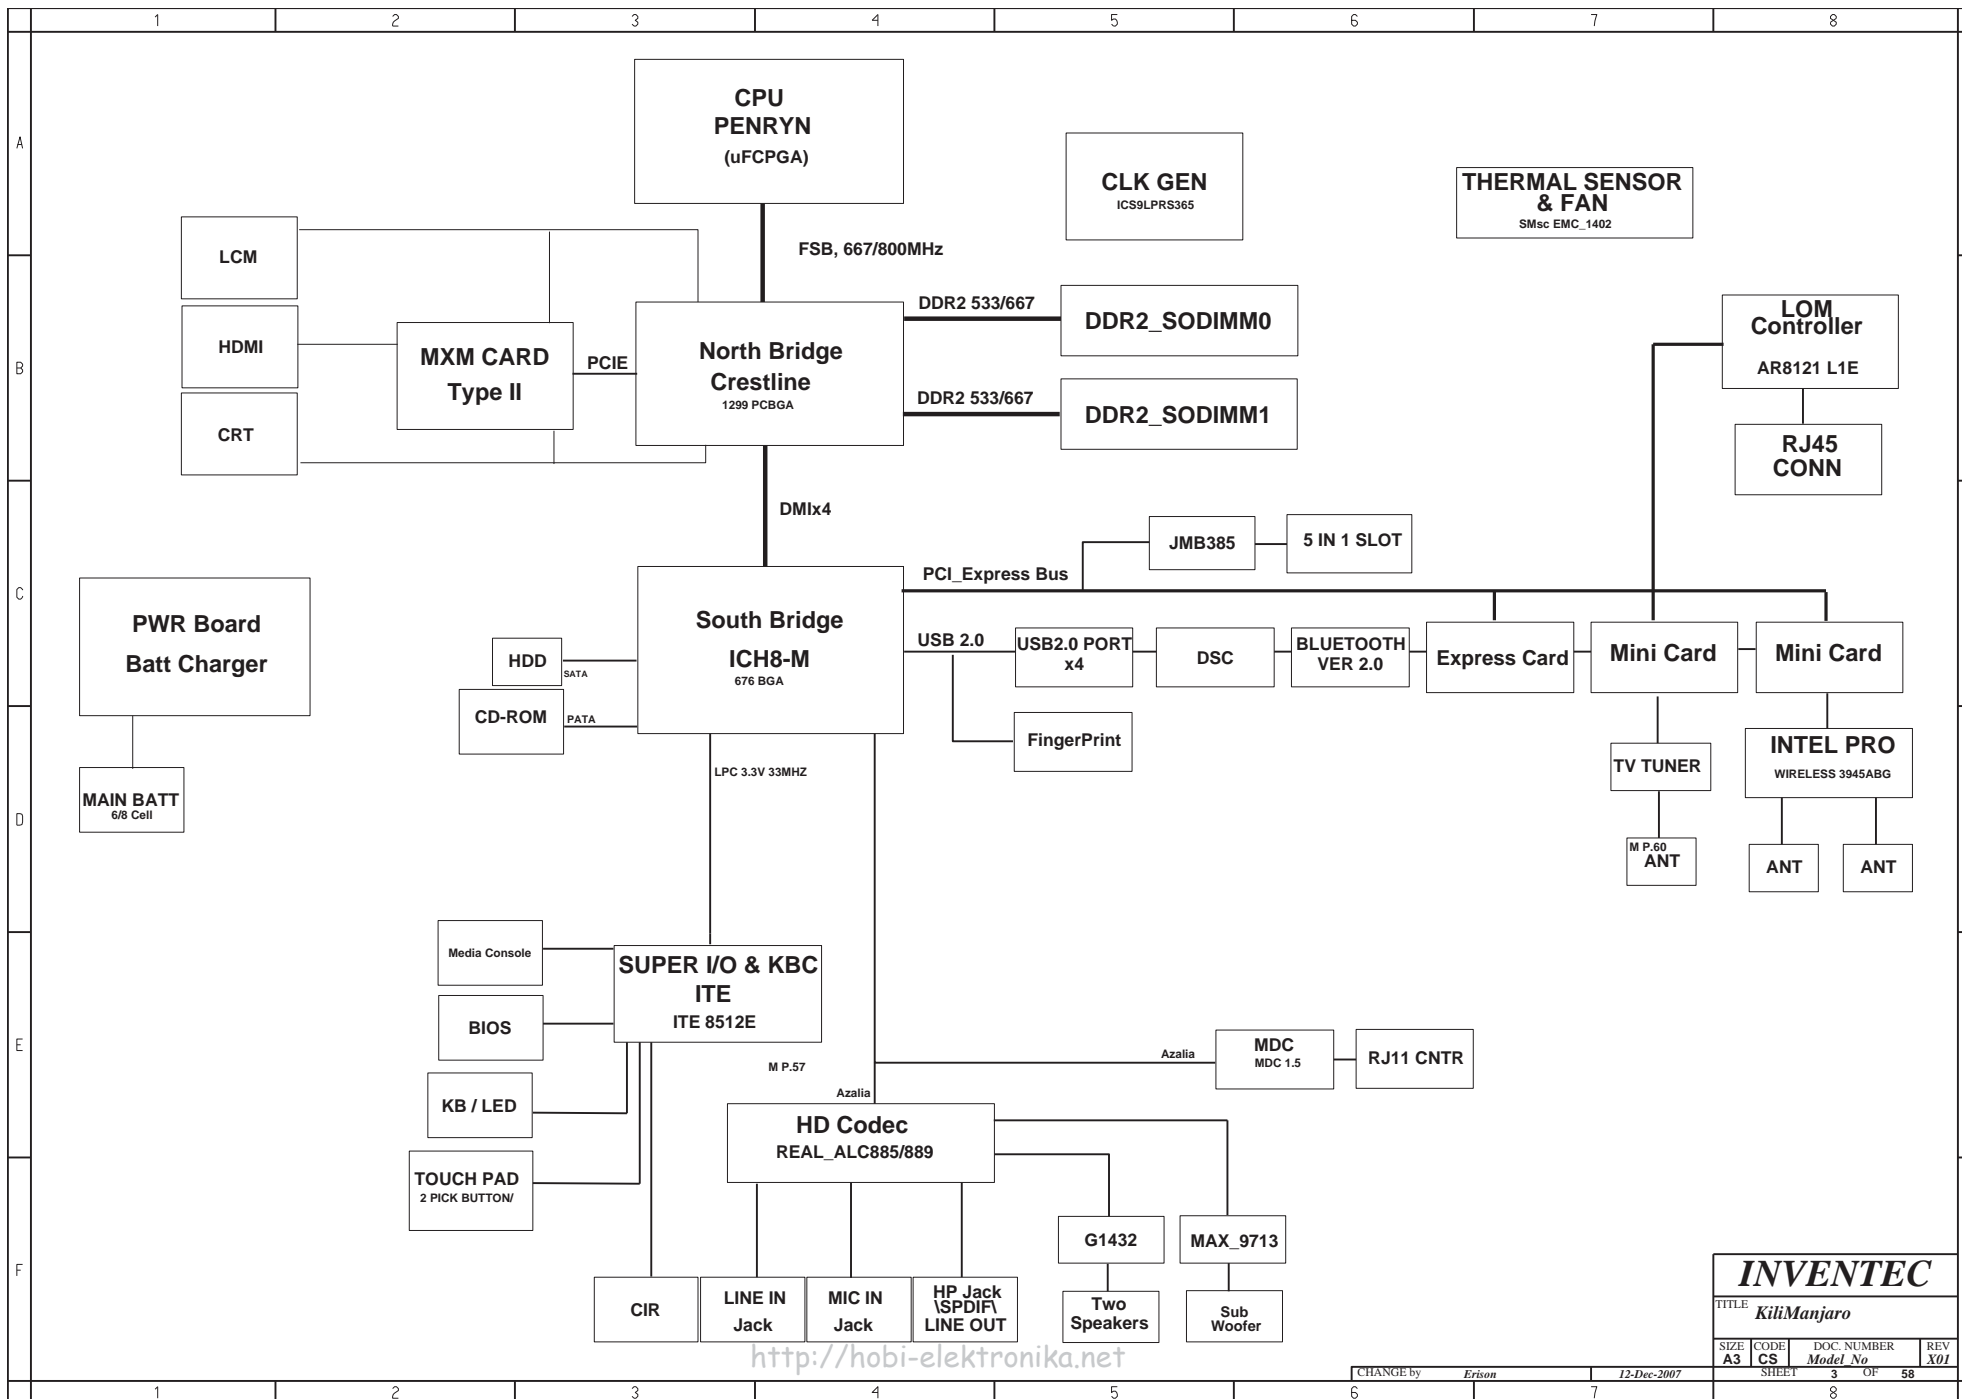 1 2 3 4 5 6 7 8
A
B
C
D
E
F
CPU
PENRYN
(uFCPGA)
CLK GEN
ICS9LPRS365
THERMAL SENSOR
& FAN
SMsc EMC_1402
LCM
FSB, 667/800MHz
HDMI
MXM CARD
Type II
PCIE
North Bridge
Crestline
1299 PCBGA
DDR2 533/667
DDR2_SODIMM0
DDR2 533/667
DDR2_SODIMM1
LOM
Controller
AR8121 L1E
CRT
RJ45
CONN
DMIx4
JMB385
5 IN 1 SLOT
PCI_Express Bus
PWR Board
Batt Charger
South Bridge
ICH8-M
676 BGA
HDD
SATA
CD-ROM
PATA
USB 2.0
USB2.0 PORT
x4
DSC
BLUETOOTH
VER 2.0
Express Card
Mini Card
Mini Card
FingerPrint
MAIN BATT
6/8 Cell
LPC 3.3V 33MHZ
TV TUNER
INTEL PRO
WIRELESS 3945ABG
M P.60
ANT
ANT
ANT
Media Console
SUPER I/O & KBC
ITE
ITE 8512E
BIOS
M P.57
Azalia
MDC
MDC 1.5
RJ11 CNTR
KB / LED
Azalia
HD Codec
REAL_ALC885/889
TOUCH PAD
2 PICK BUTTON/
G1432
MAX_9713
CIR
LINE IN
Jack
MIC IN
Jack
HP Jack
\SPDIF\
LINE OUT
Two
Speakers
Sub
Woofer
http://hobi-elektronika.net
INVENTEC
TITLE
KiliManjaro
SIZE CODE DOC. NUMBER REV
A3 CS Model_No X01
CHANGE by Erison 12-Dec-2007 SHEET 3 OF 58
1 2 3 4 5 6 7 8